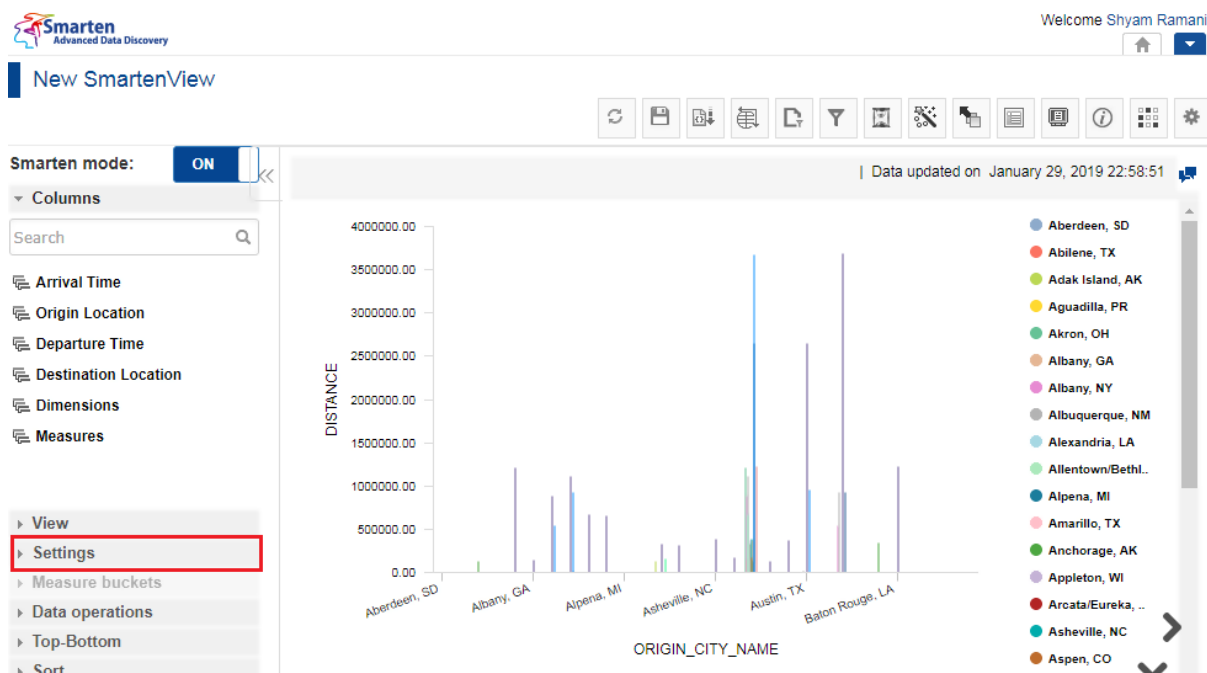 Smarten
Advanced Data Discovery
Welcome Shyam Ramani
New SmartenView
Smarten mode:
ON
| Data updated on January 29, 2019 22:58:51
Columns
Search
Arrival Time
Origin Location
Departure Time
Destination Location
Dimensions
Measures
View
Settings
Measure buckets
Data operations
Top-Bottom
Sort
DISTANCE
4000000.00
3500000.00
3000000.00
2500000.00
2000000.00
1500000.00
1000000.00
500000.00
0.00
Aberdeen, SD
Albany, GA
Alpena, MI
Asheville, NC
Austin, TX
Baton Rouge, LA
ORIGIN_CITY_NAME
Aberdeen, SD
Abilene, TX
Adak Island, AK
Aguadilla, PR
Akron, OH
Albany, GA
Albany, NY
Albuquerque, NM
Alexandria, LA
Allentown/Bethl..
Alpena, MI
Amarillo, TX
Anchorage, AK
Appleton, WI
Arcata/Eureka, ..
Asheville, NC
Aspen, CO